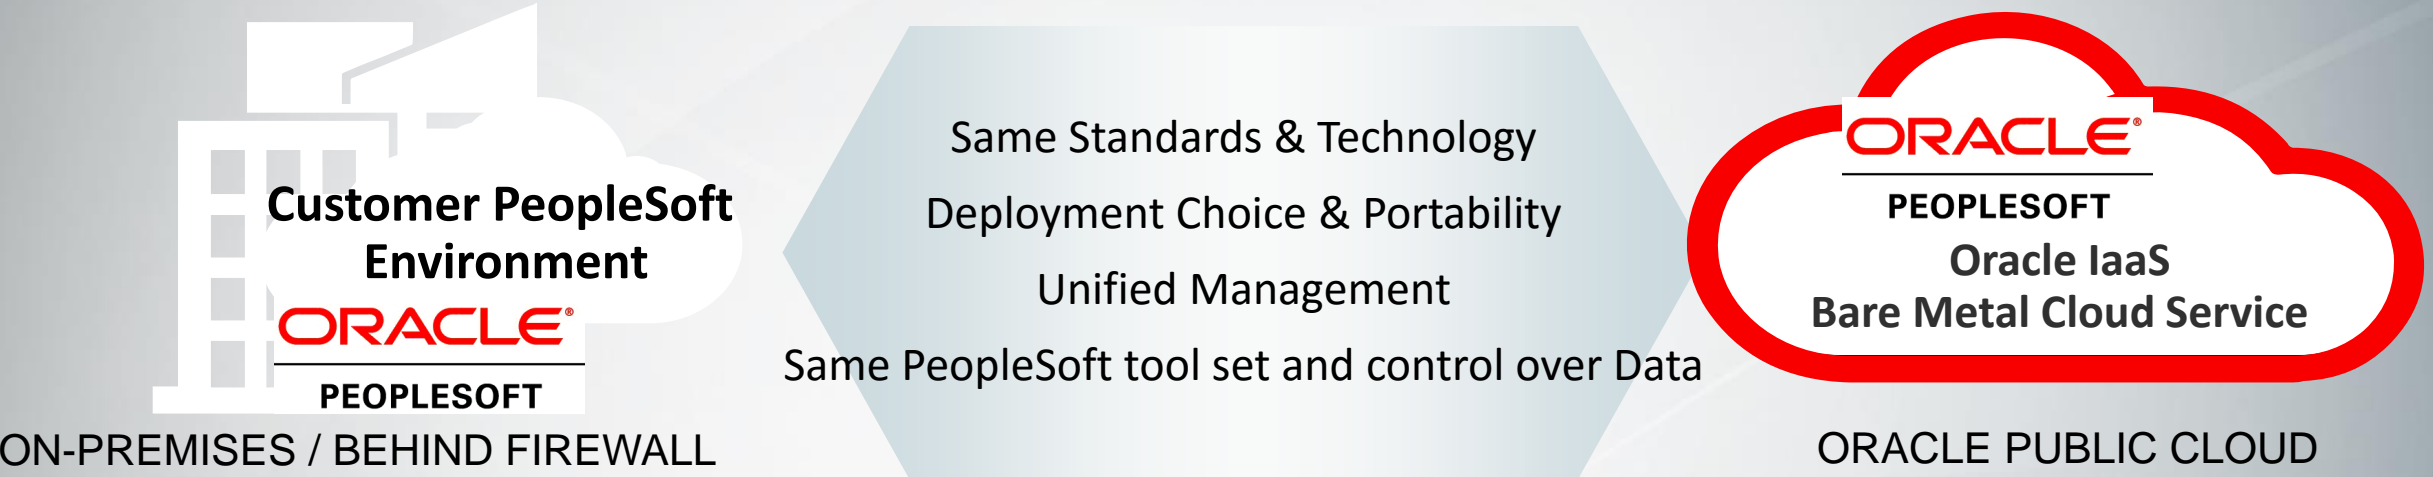 Customer PeopleSoft
Environment
ORACLE®
PEOPLESOFT
ON-PREMISES / BEHIND FIREWALL
Same Standards & Technology
Deployment Choice & Portability
Unified Management
Same PeopleSoft tool set and control over Data
ORACLE®
PEOPLESOFT
Oracle IaaS
Bare Metal Cloud Service
ORACLE PUBLIC CLOUD